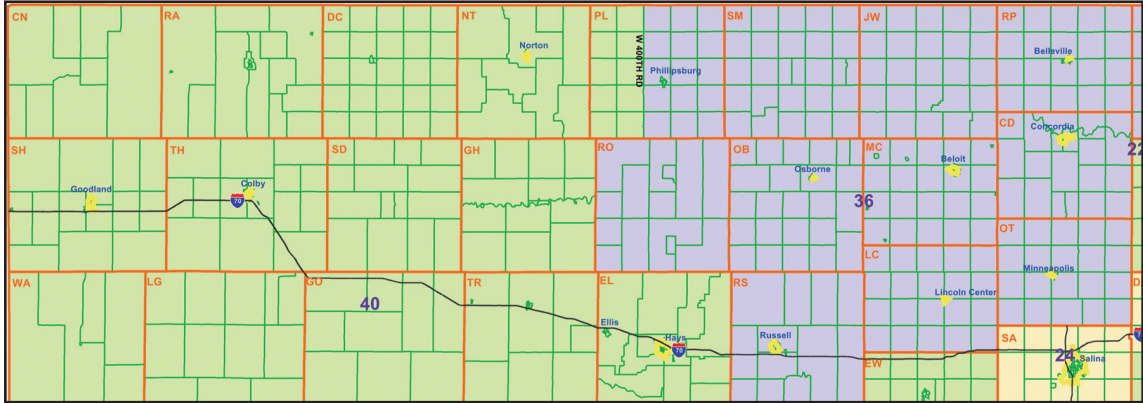 CN
RA
DC
NT
PL
SM
JW
RP
Norton
W 400TH RD
Phillipsburg
Belleville
CD
Concordia
SH
TH
SD
GH
RO
OB
MC
22
Goodland
Colby
70
Osborne
Beloit
36
OT
LC
WA
LG
GO
TR
EL
RS
Minneapolis
D
40
Lincoln Center
Ellis
Hays
70
Russell
SA
EW
24
Salina